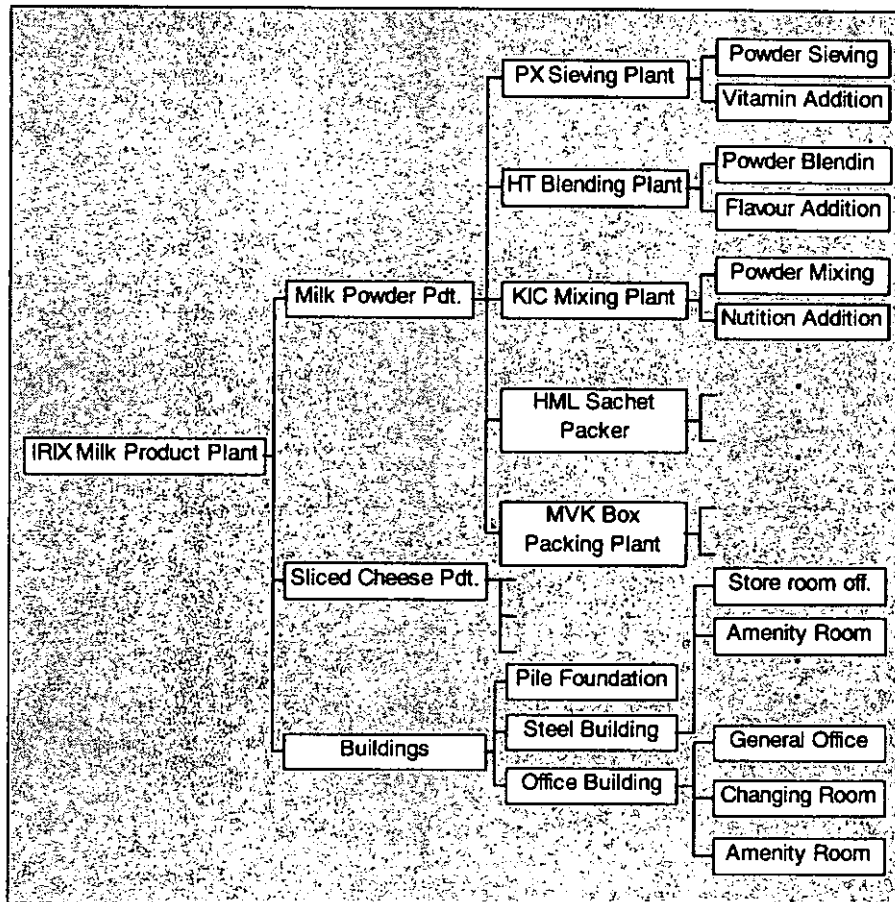 Powder Sieving
PX Sieving Plant
Vitamin Addition
Powder Blendin
HT Blending Plant
Flavour Addition
Powder Mixing
Milk Powder Pdt.
KIC Mixing Plant
Nutition Addition
HML Sachet
Packer
IRIX Milk Product Plant
MVK Box
Packing Plant
Sliced Cheese Pdt.
Store room off.
Amenity Room
Pile Foundation
Steel Building
Buildings
General Office
Office Building
Changing Room
Amenity Room